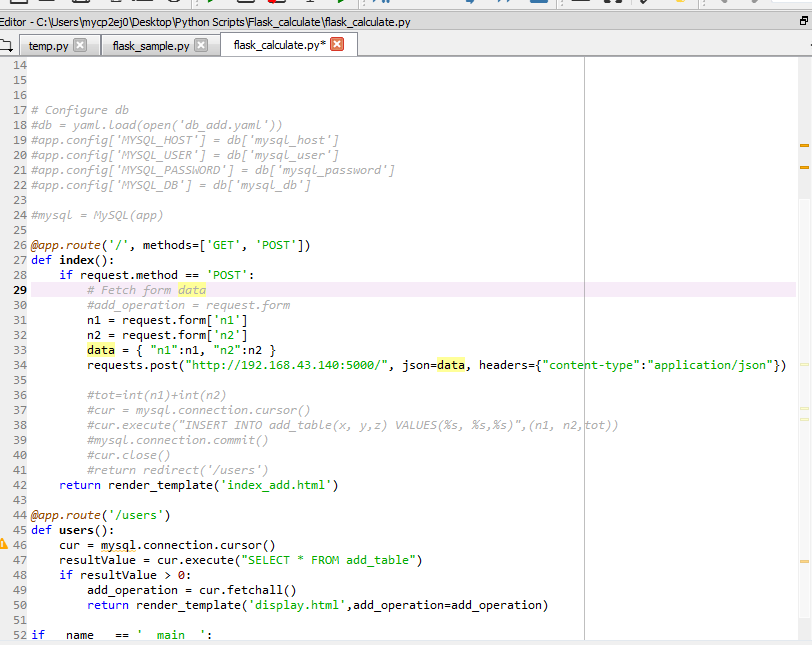 Editor - C:\Users\mycp2ej0\Desktop\Python Scripts\Flask_calculate\flask_calculate.py
temp.py flask_sample.py flask_calculate.py*
14
15
16
17 # Configure db
18 #db = yaml.load(open('db_add.yaml'))
19 #app.config['MYSQL_HOST'] = db['mysql_host']
20 #app.config['MYSQL_USER'] = db['mysql_user']
21 #app.config['MYSQL_PASSWORD'] = db['mysql_password']
22 #app.config['MYSQL_DB'] = db['mysql_db']
23
24 #mysql = MySQL(app)
25
26 @app.route('/', methods=['GET', 'POST'])
27 def index():
28     if request.method == 'POST':
29         # Fetch form data
30         #add_operation = request.form
31         n1 = request.form['n1']
32         n2 = request.form['n2']
33         data = { "n1":n1, "n2":n2 }
34         requests.post("http://192.168.43.140:5000/", json=data, headers={"content-type":"application/json"})
35
36         #tot=int(n1)+int(n2)
37         #cur = mysql.connection.cursor()
38         #cur.execute("INSERT INTO add_table(x, y,z) VALUES(%s, %s,%s)",(n1, n2,tot))
39         #mysql.connection.commit()
40         #cur.close()
41         #return redirect('/users')
42     return render_template('index_add.html')
43
44 @app.route('/users')
45 def users():
46     cur = mysql.connection.cursor()
47     resultValue = cur.execute("SELECT * FROM add_table")
48     if resultValue > 0:
49         add_operation = cur.fetchall()
50         return render_template('display.html',add_operation=add_operation)
51
52 if __name__ == '__main__':